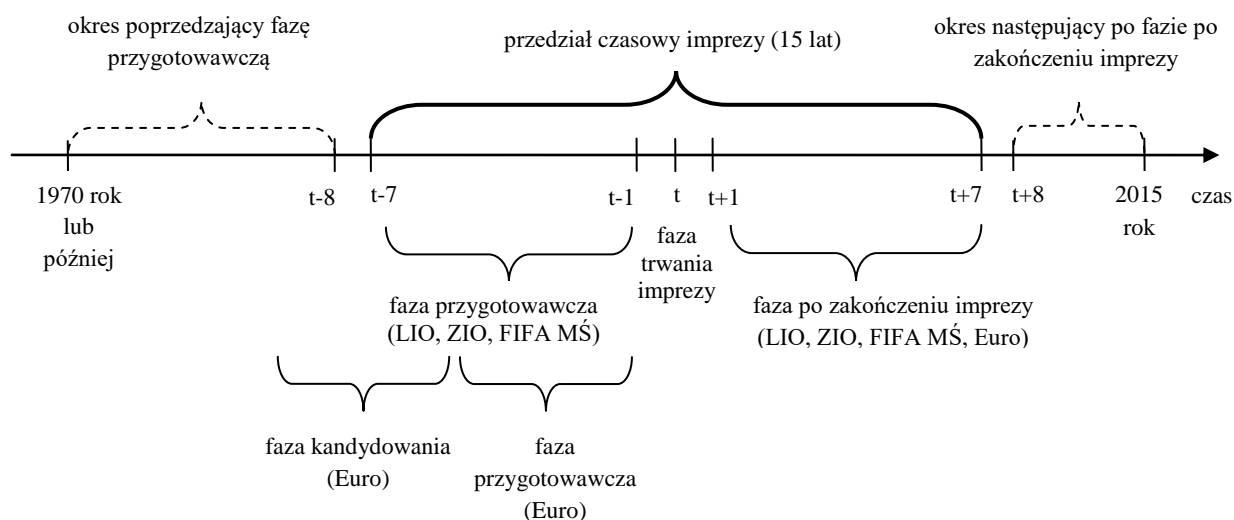 okres poprzedzający fazę
przygotowawczą
przedział czasowy imprezy (15 lat)
okres następujący po fazie po
zakończeniu imprezy
1970 rok
lub
później
t-8
t-7
t-1
t
t+1
t+7
t+8
2015
rok
czas
faza
trwania
imprezy
faza przygotowawcza
(LIO, ZIO, FIFA MŚ)
faza po zakończeniu imprezy
(LIO, ZIO, FIFA MŚ, Euro)
faza kandydowania
(Euro)
faza
przygotowawcza
(Euro)